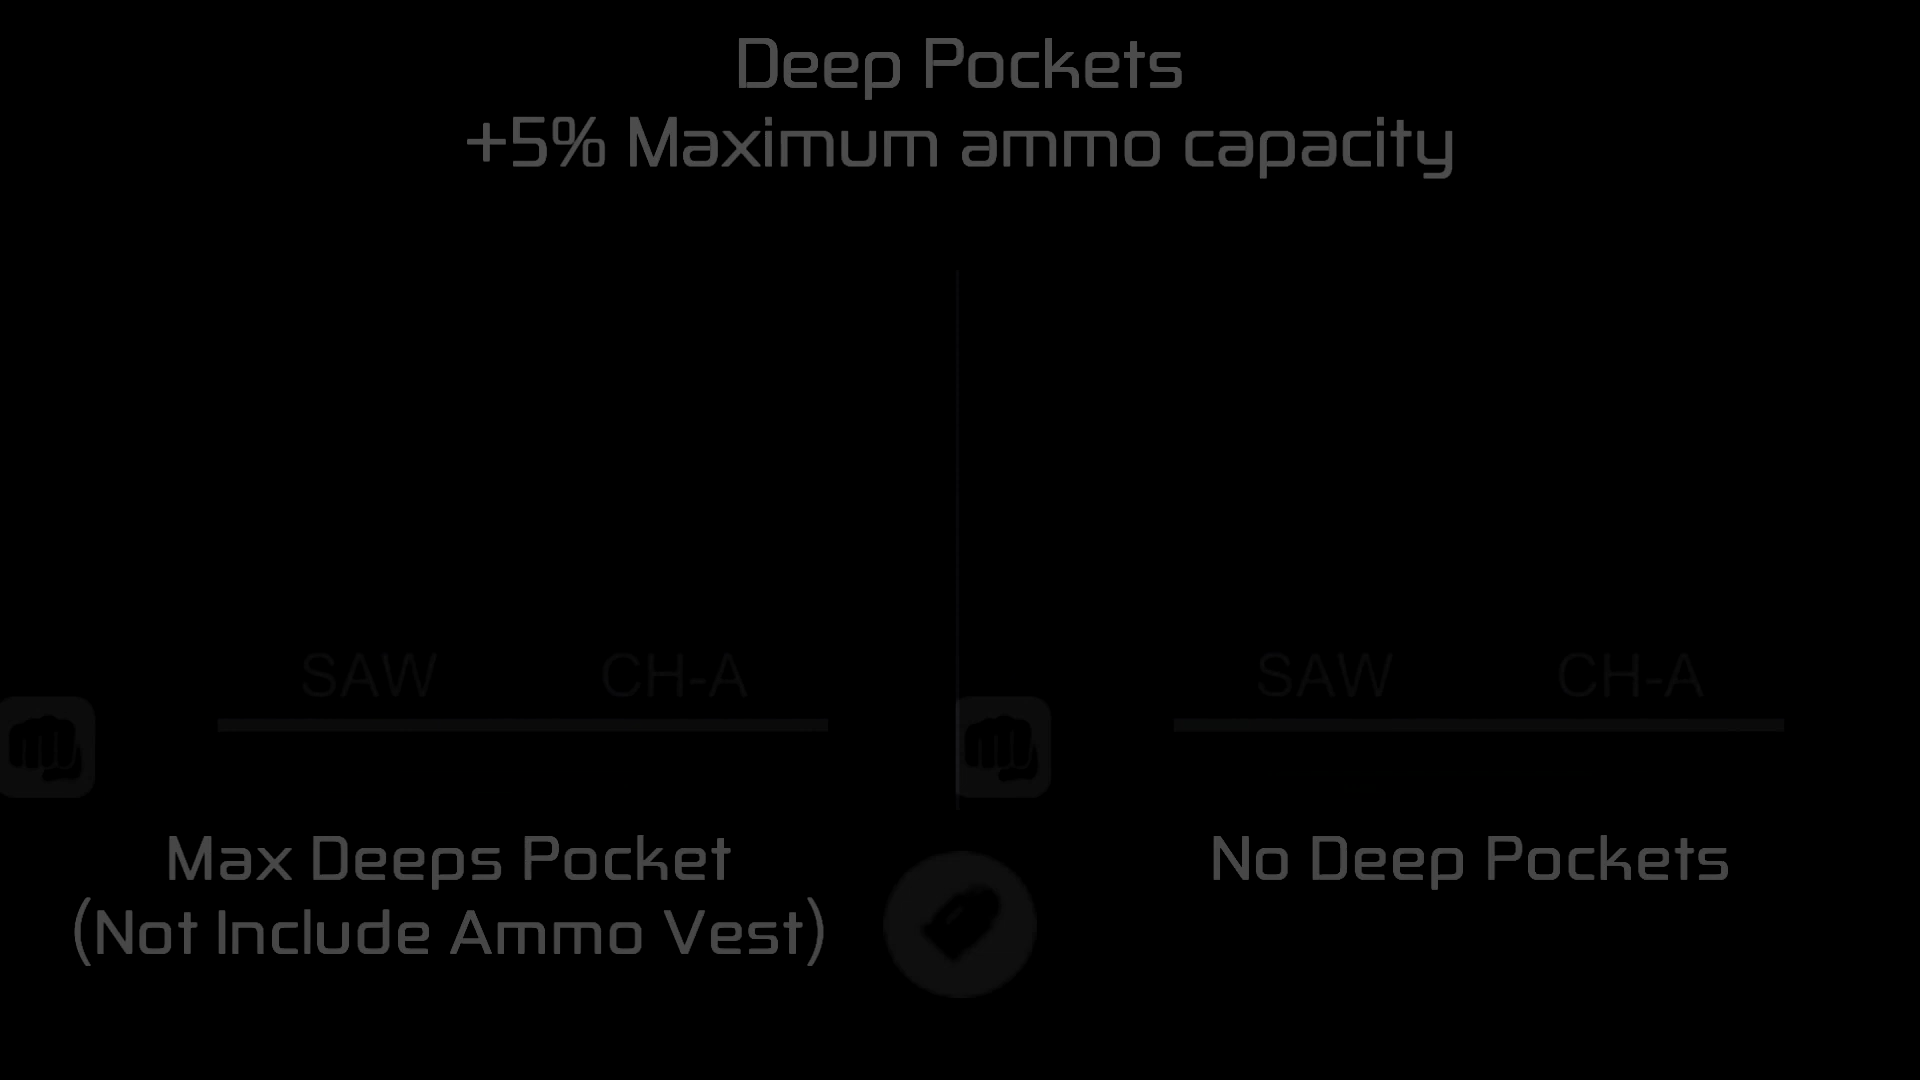 Deep Pockets
+5% Maximum ammo capacity
SAW CH-A
SAW CH-A
Max Deeps Pocket
(Not Include Ammo Vest)
No Deep Pockets